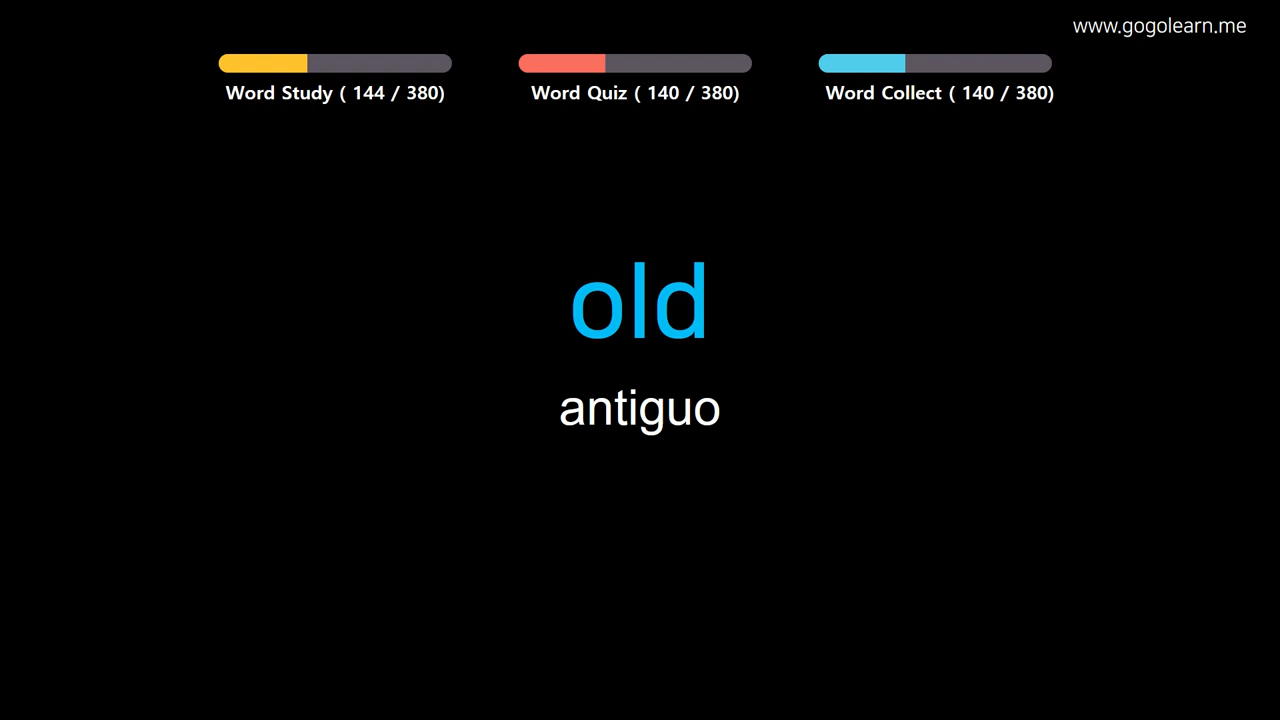 www.gogolearn.me
Word Study ( 144 / 380)
Word Quiz ( 140 / 380)
Word Collect ( 140 / 380)
old
antiguo